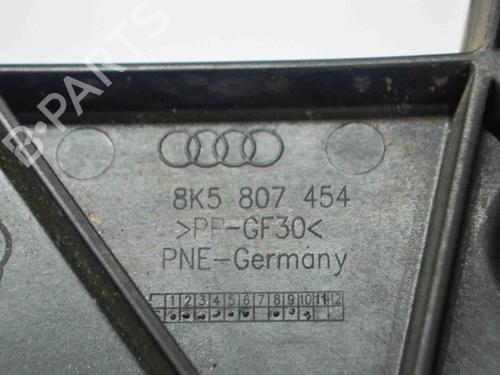 B-PARTS
8K5 807 454
>PP-GF30<
PNE-Germany
1 2 3 4 5 6 7 8 9 10 11 12